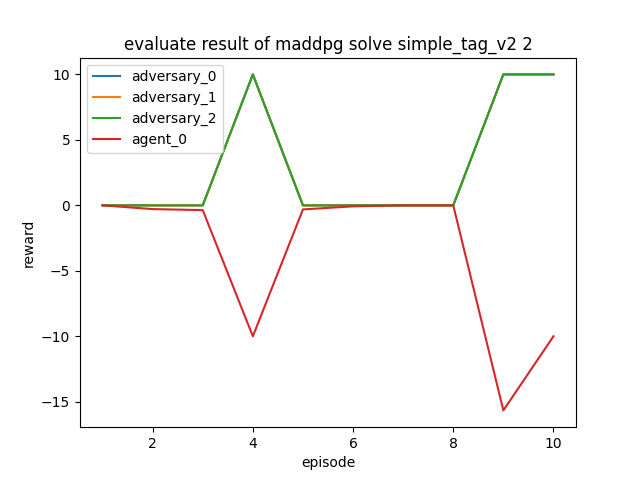 evaluate result of maddpg solve simple_tag_v2 2
adversary_0
adversary_1
adversary_2
agent_0
10
5
0
−5
−10
−15
reward
2
4
6
8
10
episode